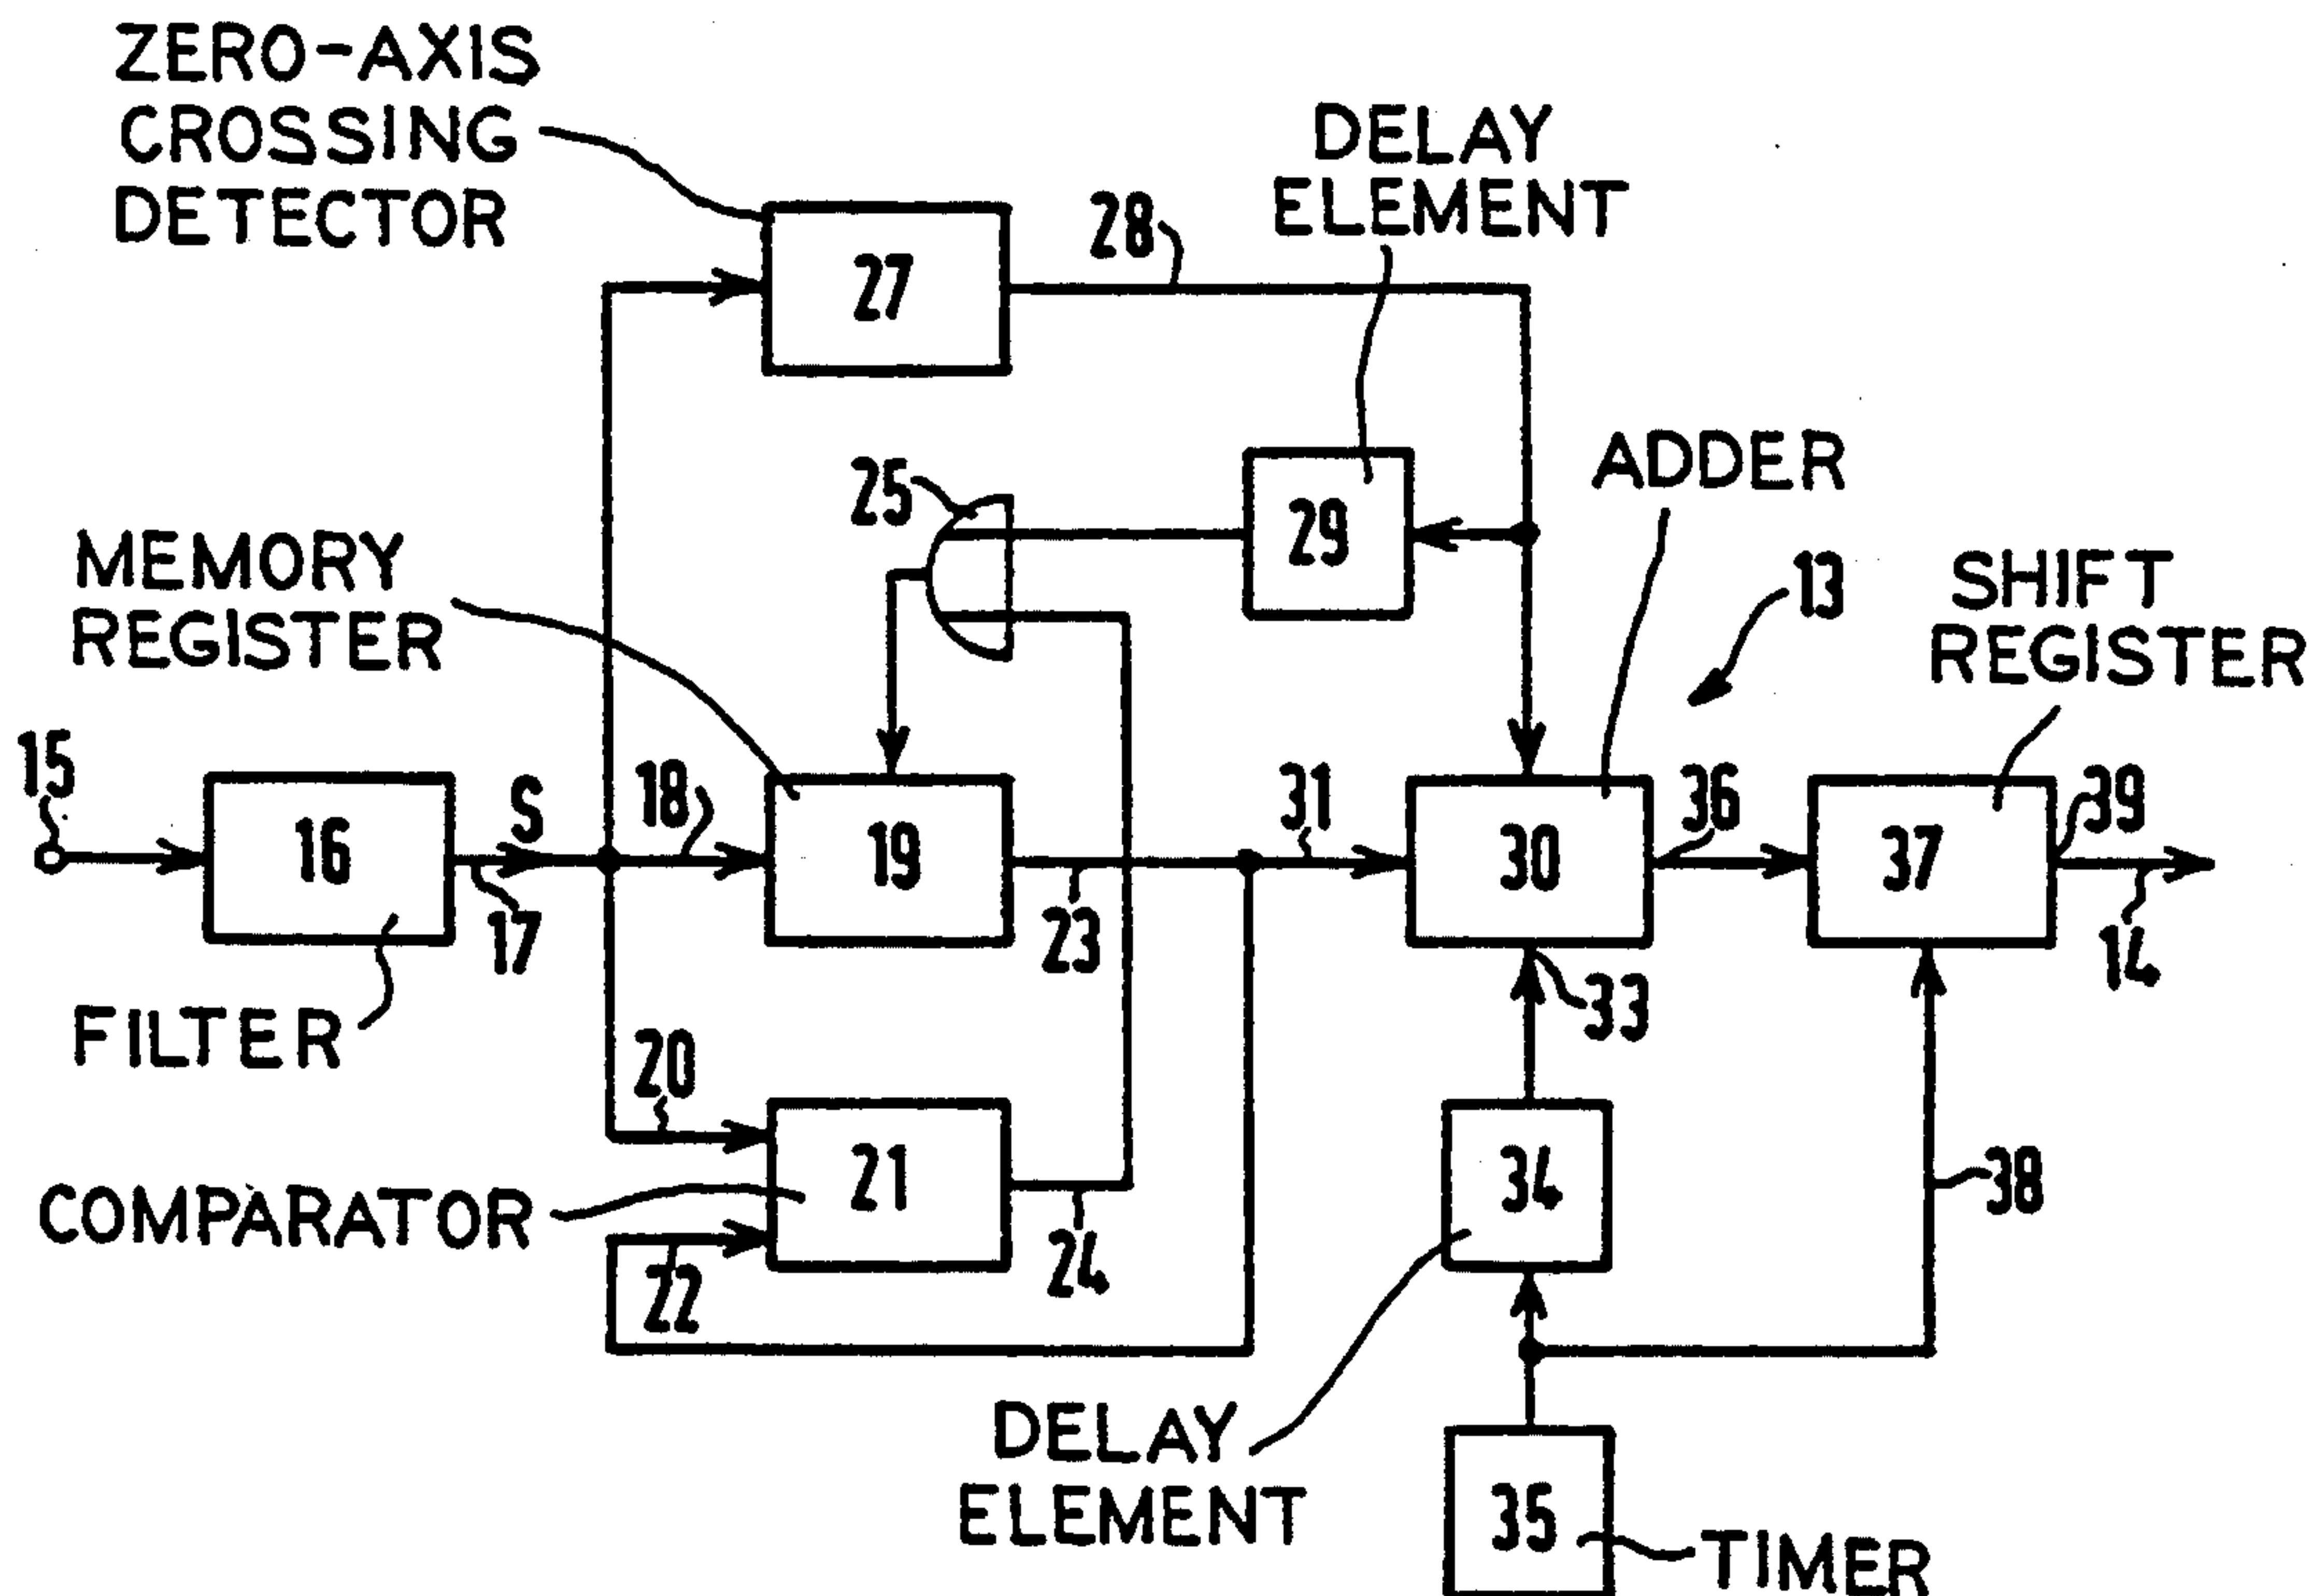 ZERO-AXIS
CROSSING
DETECTOR
DELAY
ELEMENT
28
27
25
29
ADDER
MEMORY
REGISTER
13
SHIFT
REGISTER
15
16
S
17
18
19
23
31
30
36
37
39
14
FILTER
33
20
COMPARATOR
21
22
24
34
38
DELAY
ELEMENT
35
TIMER